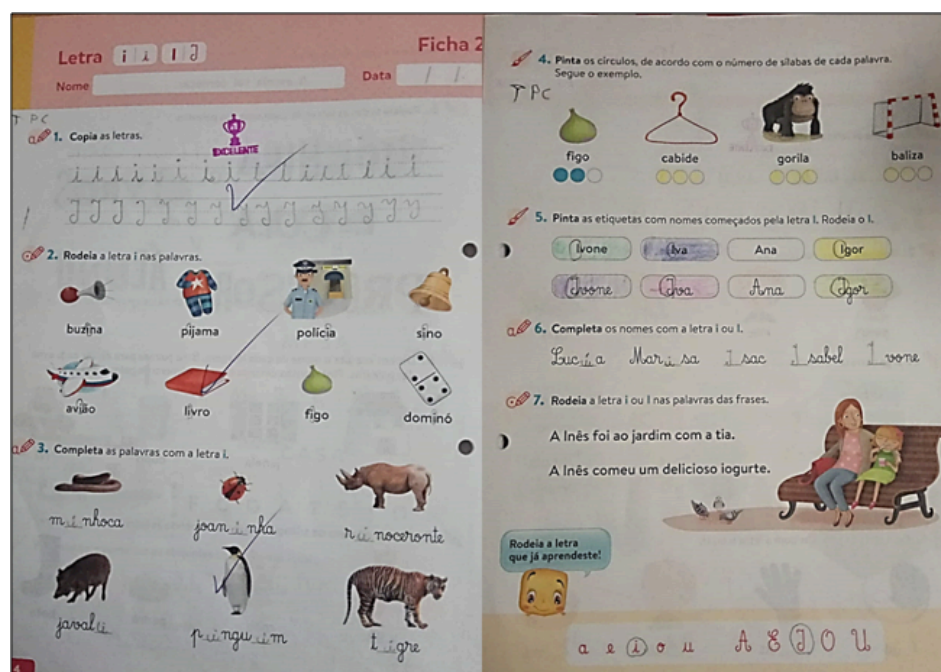 Letra i i I I
Ficha 2
Nome
Data / /
T P C
1. Copia as letras.
EXCELENTE
i i i i i i i i i i i i i i i
I I I I I I I I I I I I I I
2. Rodeia a letra i nas palavras.
buzina pijama polícia sino
avião livro figo dominó
3. Completa as palavras com a letra i.
minhoca joaninha rinoceronte
javali pinguim tigre
4
4. Pinta os círculos, de acordo com o número de sílabas de cada palavra.
Segue o exemplo.
T P C
figo cabide gorila baliza
5. Pinta as etiquetas com nomes começados pela letra I. Rodeia o I.
Ivone Iva Ana Igor
Ivone Iva Ana Igor
6. Completa os nomes com a letra i ou I.
Lucía Marisa Isac Isabel Ivone
7. Rodeia a letra i ou I nas palavras das frases.
A Inês foi ao jardim com a tia.
A Inês comeu um delicioso iogurte.
Rodeia a letra
que já aprendeste!
a e i o u A E I O U